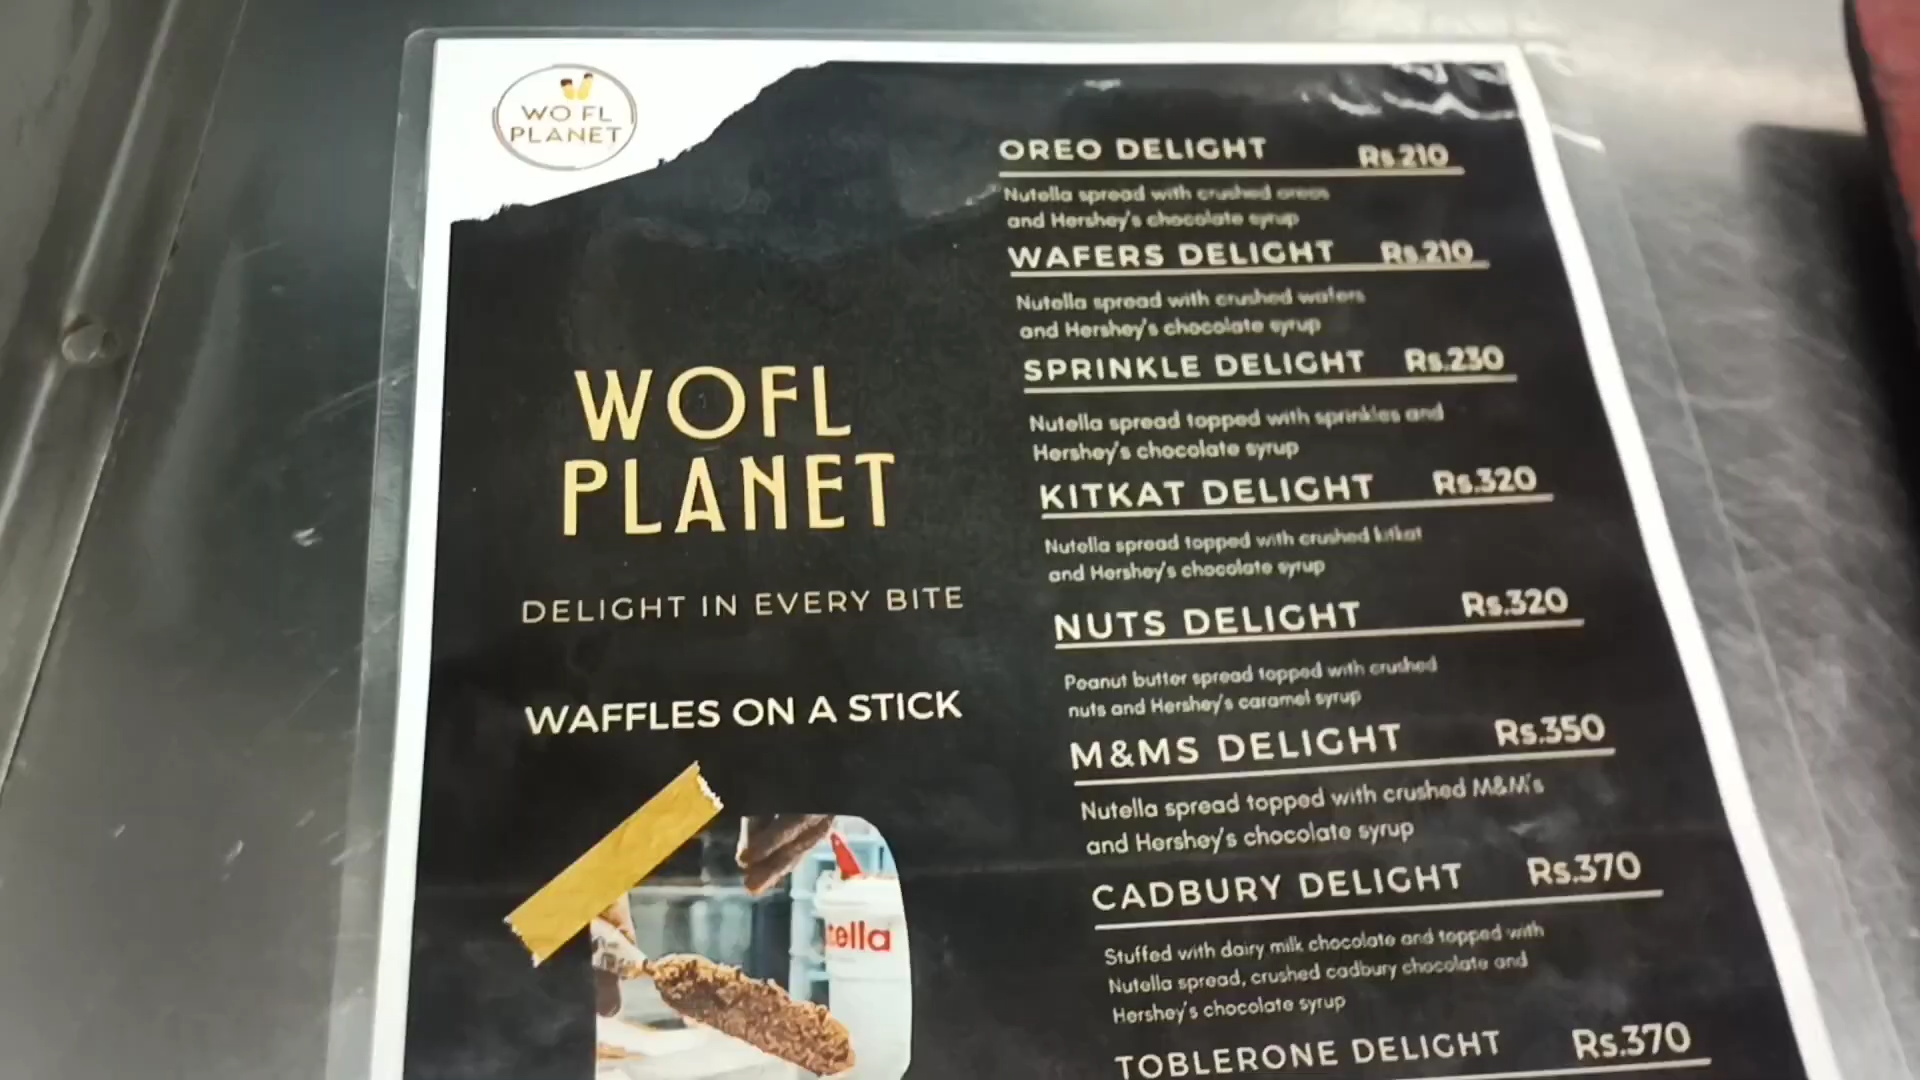 WO FL
PLANET
WOFL
PLANET
DELIGHT IN EVERY BITE
WAFFLES ON A STICK
tella
OREO DELIGHT Rs.210
Nutella spread with crushed oreos
and Hershey's chocolate syrup
WAFERS DELIGHT Rs.210
Nutella spread with crushed wafers
and Hershey's chocolate syrup
SPRINKLE DELIGHT Rs.230
Nutella spread topped with sprinkles and
Hershey's chocolate syrup
KITKAT DELIGHT Rs.320
Nutella spread topped with crushed kitkat
and Hershey's chocolate syrup
NUTS DELIGHT Rs.320
Peanut butter spread topped with crushed
nuts and Hershey's caramel syrup
M&MS DELIGHT Rs.350
Nutella spread topped with crushed M&M's
and Hershey's chocolate syrup
CADBURY DELIGHT Rs.370
Stuffed with dairy milk chocolate and topped with
Nutella spread, crushed cadbury chocolate and
Hershey's chocolate syrup
TOBLERONE DELIGHT Rs.370